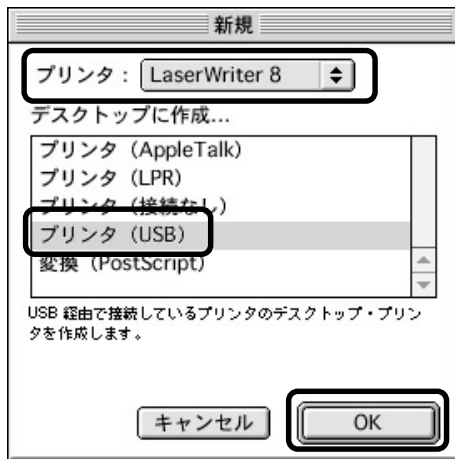 新規
プリンタ： LaserWriter 8
デスクトップに作成...
プリンタ（AppleTalk）
プリンタ（LPR）
プリンタ（接続なし）
プリンタ（USB）
変換（PostScript）
USB 経由で接続しているプリンタのデスクトップ・プリン
タを作成します。
キャンセル OK